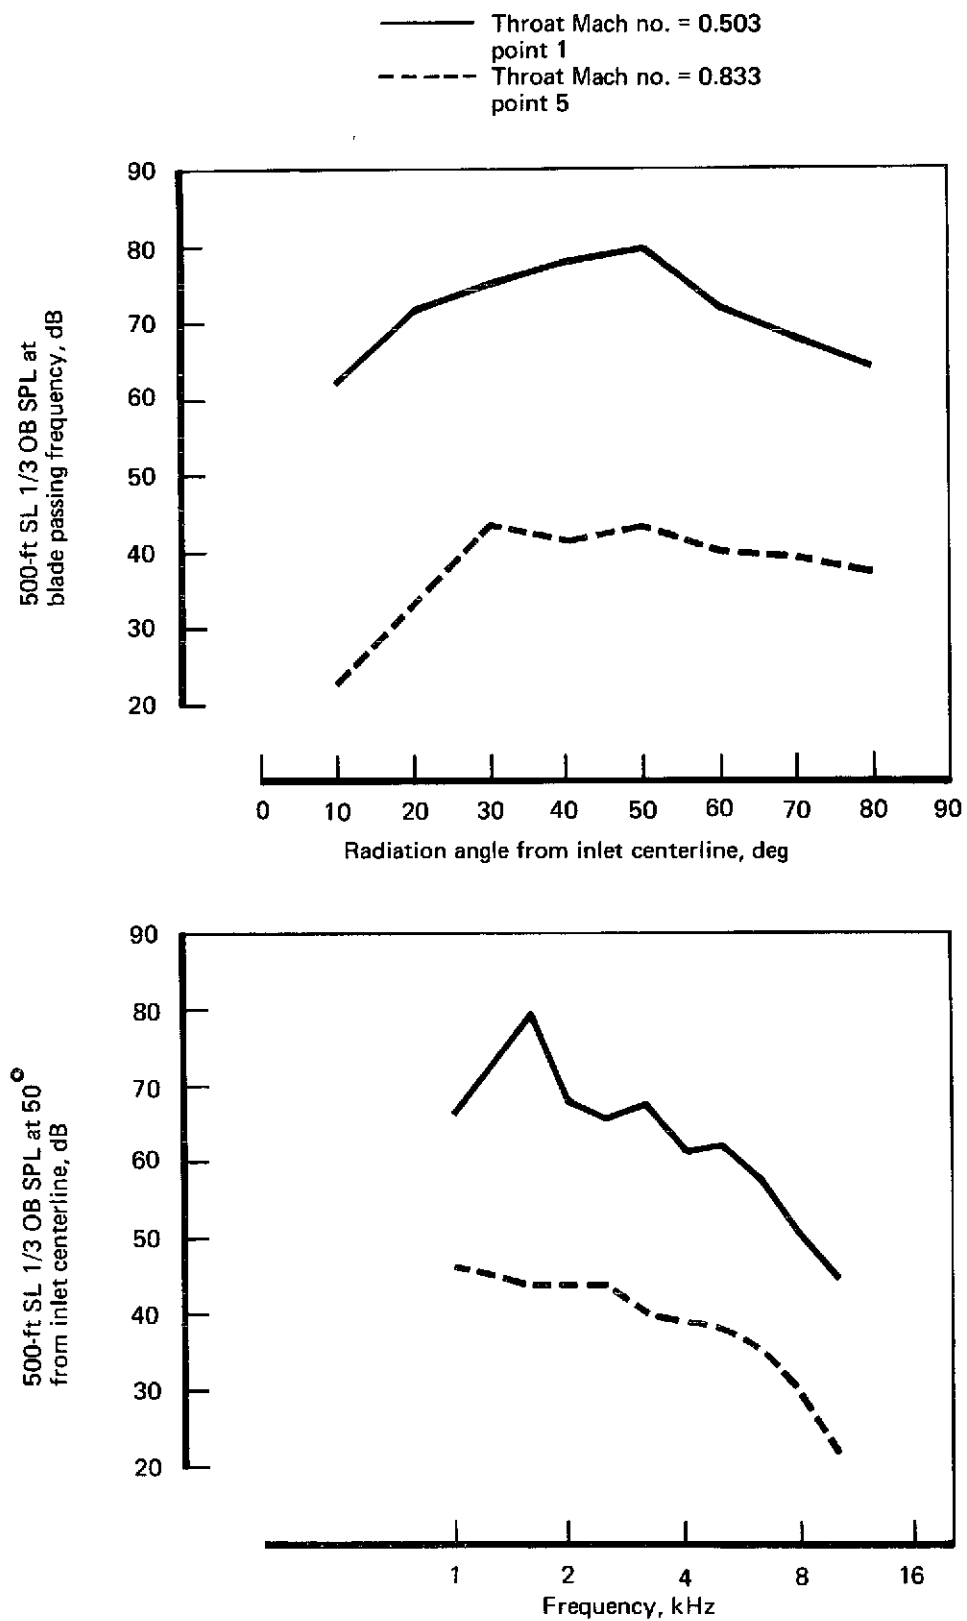 Throat Mach no. = 0.503
point 1
Throat Mach no. = 0.833
point 5
90
80
70
60
50
40
30
20
500-ft SL 1/3 OB SPL at
blade passing frequency, dB
0 10 20 30 40 50 60 70 80 90
Radiation angle from inlet centerline, deg
90
80
70
60
50
40
30
20
500-ft SL 1/3 OB SPL at 50°
from inlet centerline, dB
1 2 4 8 16
Frequency, kHz